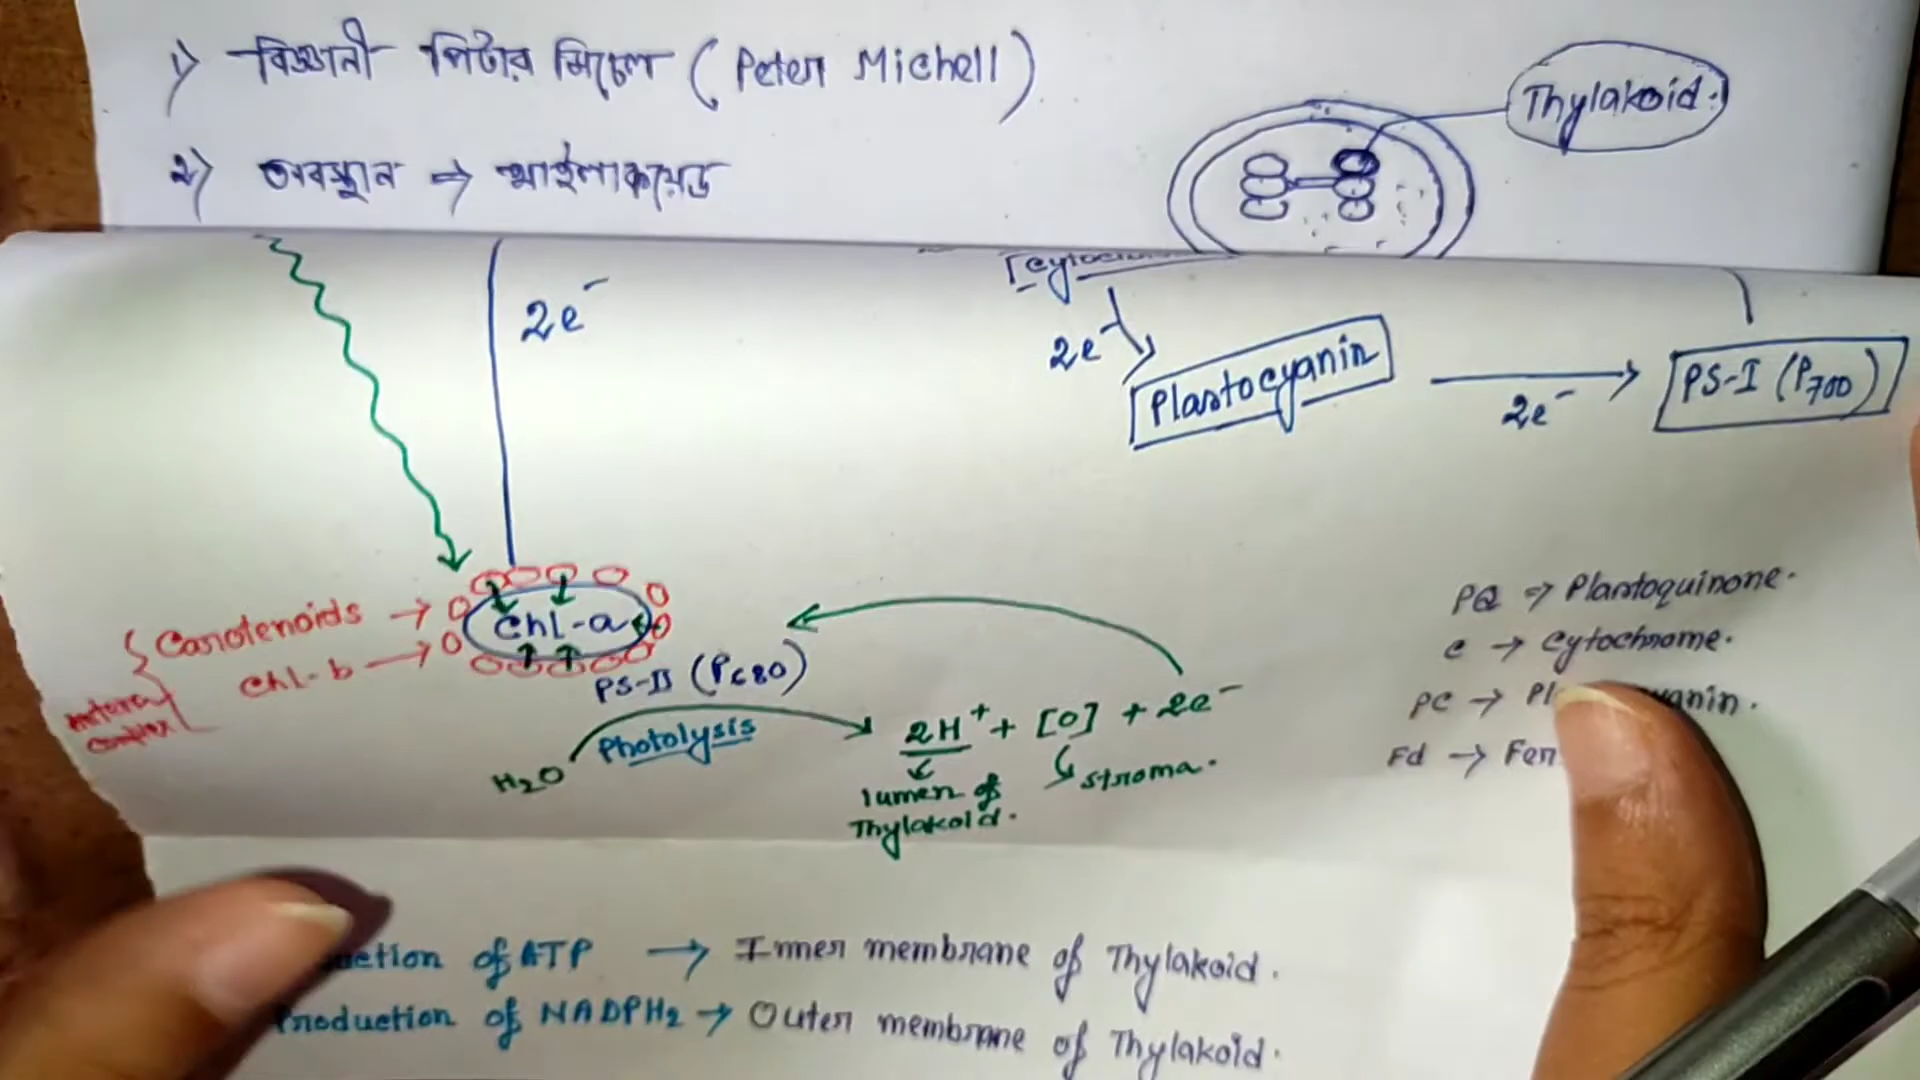 ১) বিজ্ঞানী পিটার মিচেল (Peter Michell)
Thylakoid.
২) অবস্থান → থাইলাকয়েড
2e⁻
2e⁻
Plastocyanin
2e⁻
PS-I (P700)
Carotenoids →
Chl-b →
Chl-a
PS-II (P680)
Photolysis
H2O
2H⁺ + [O] + 2e⁻
lumen of
Thylakoid.
stroma.
PQ ⇒ Plastoquinone.
C → Cytochrome.
PC →
Fd →
of ATP → Inner membrane of Thylakoid.
Production of NADPH2 → Outer membrane of Thylakoid.